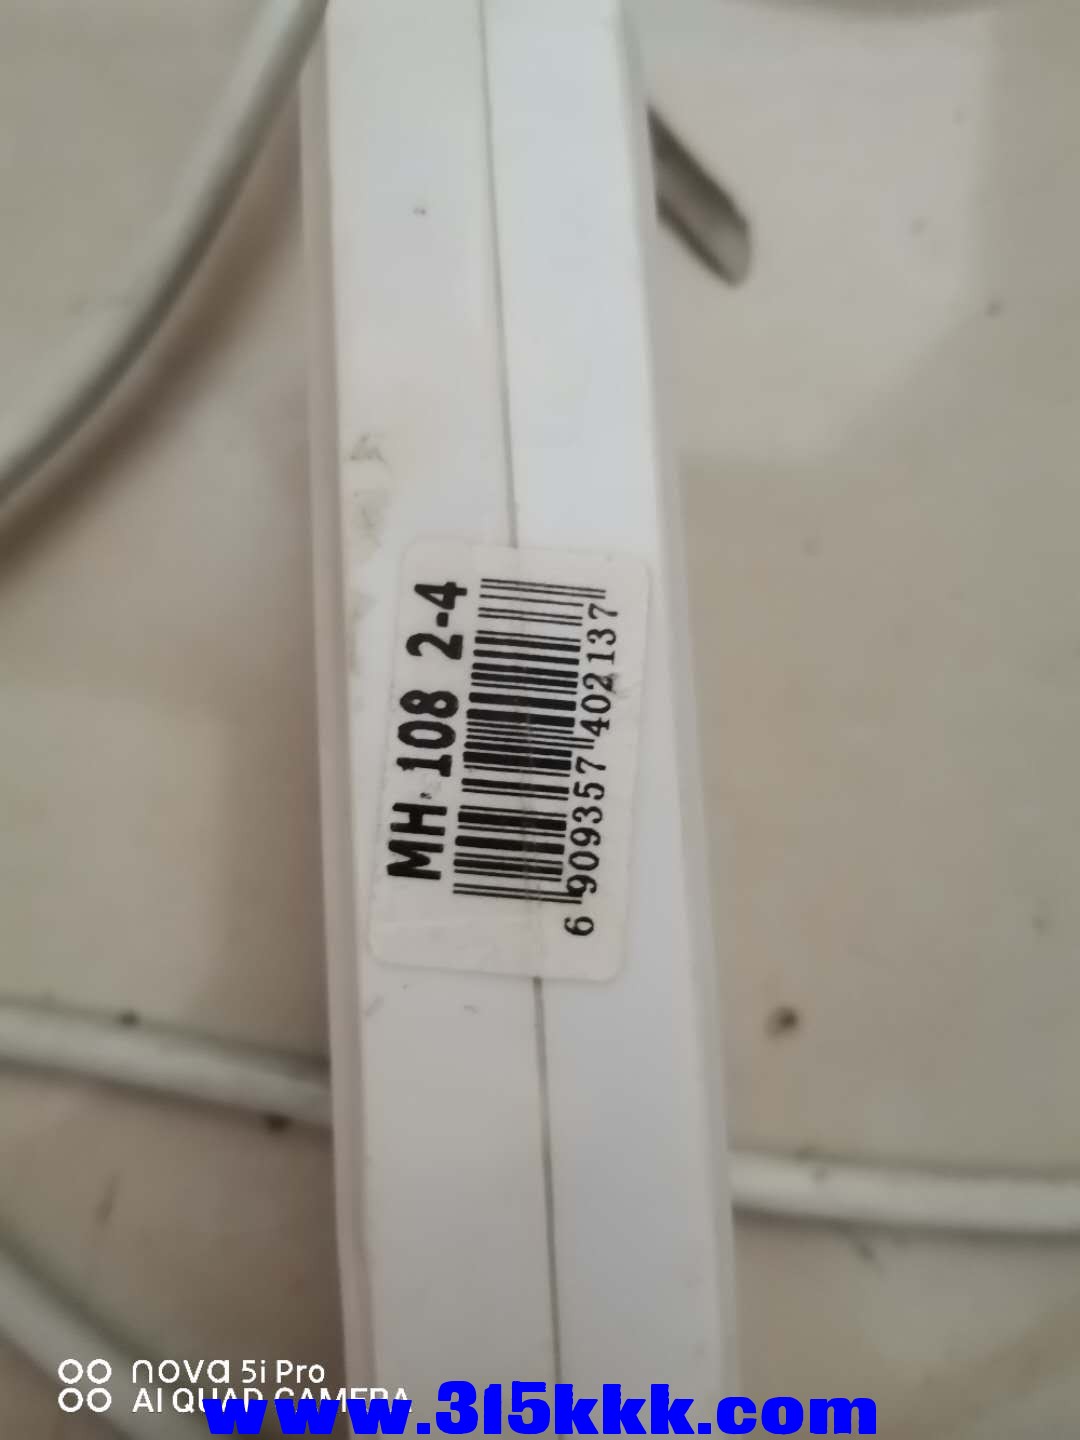 MH 108 2-4
6 909357 402137
nova 5i Pro
AI QUAD CAMERA
www.315kkk.com